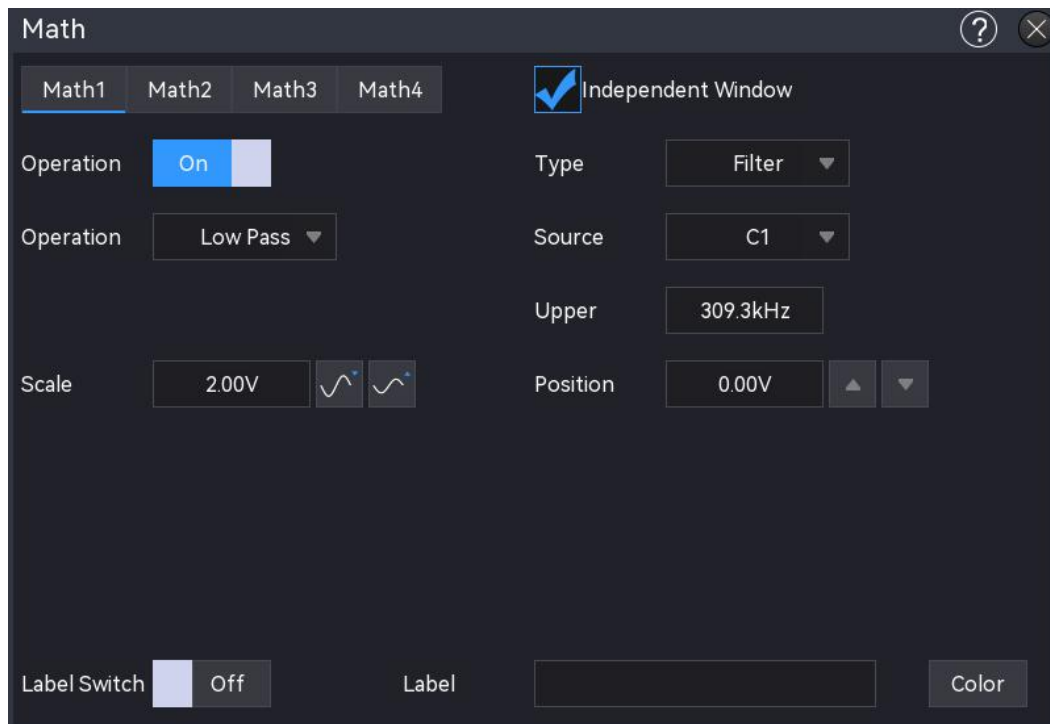 Math ?
Math1 Math2 Math3 Math4 Independent Window
Operation On Type Filter
Operation Low Pass Source C1
Upper 309.3kHz
Scale 2.00V Position 0.00V
Label Switch Off Label Color